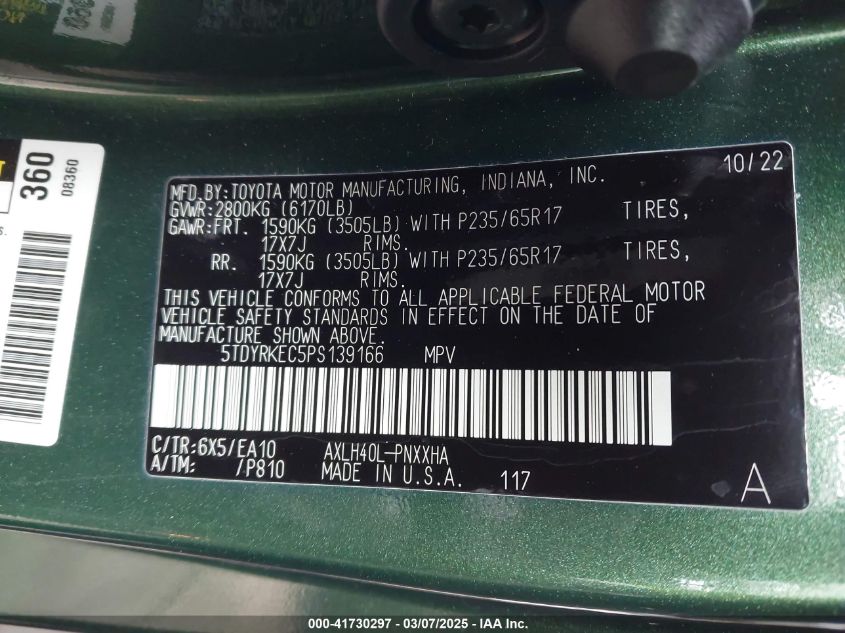 360
08360
10/22
MFD.BY:TOYOTA MOTOR MANUFACTURING, INDIANA, INC.
GVWR:2800KG (6170LB)
GAWR:FRT. 1590KG (3505LB) WITH P235/65R17 TIRES,
17X7J RIMS.
RR. 1590KG (3505LB) WITH P235/65R17 TIRES,
17X7J RIMS.
THIS VEHICLE CONFORMS TO ALL APPLICABLE FEDERAL MOTOR
VEHICLE SAFETY STANDARDS IN EFFECT ON THE DATE OF
MANUFACTURE SHOWN ABOVE.
5TDYRKEC5PS139166 MPV
C/TR:6X5/EA10 AXLH40L-PNXXHA
A/TM: /P810 MADE IN U.S.A. 117
A
000-41730297 - 03/07/2025 - IMPACT AUTO AUCTIONS INC.